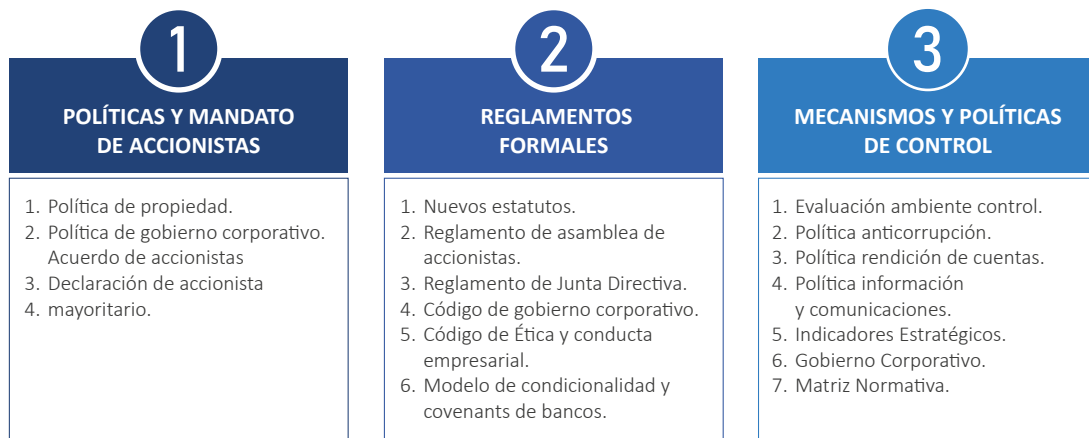 1
POLÍTICAS Y MANDATO
DE ACCIONISTAS
1. Política de propiedad.
2. Política de gobierno corporativo.
Acuerdo de accionistas
3. Declaración de accionista
4. mayoritario.
2
REGLAMENTOS
FORMALES
1. Nuevos estatutos.
2. Reglamento de asamblea de
accionistas.
3. Reglamento de Junta Directiva.
4. Código de gobierno corporativo.
5. Código de Ética y conducta
empresarial.
6. Modelo de condicionalidad y
covenants de bancos.
3
MECANISMOS Y POLÍTICAS
DE CONTROL
1. Evaluación ambiente control.
2. Política anticorrupción.
3. Política rendición de cuentas.
4. Política información
y comunicaciones.
5. Indicadores Estratégicos.
6. Gobierno Corporativo.
7. Matriz Normativa.